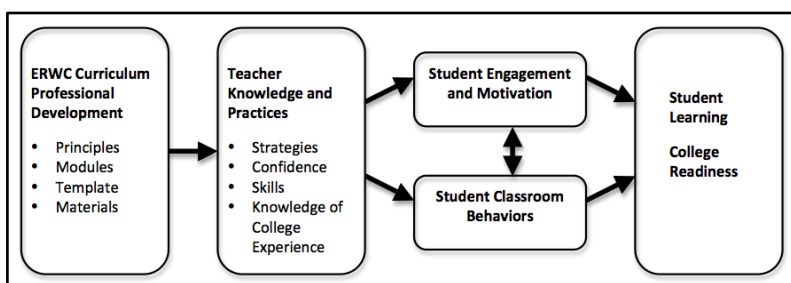 ERWC Curriculum
Professional
Development
• Principles
• Modules
• Template
• Materials
Teacher
Knowledge and
Practices
• Strategies
• Confidence
• Skills
• Knowledge of
College
Experience
Student Engagement
and Motivation
Student Classroom
Behaviors
Student
Learning
College
Readiness